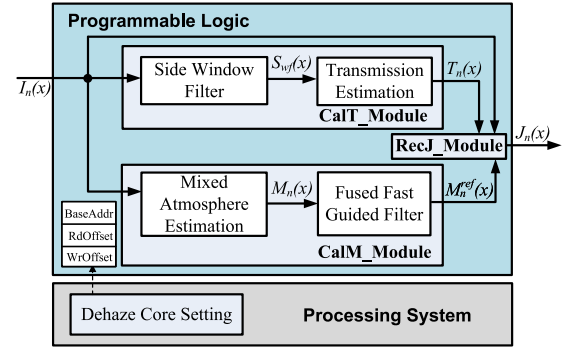 Programmable Logic
I_n(x)
Side Window
Filter
S_wf(x)
Transmission
Estimation
T_n(x)
CalT_Module
RecJ_Module
J_n(x)
Mixed
Atmosphere
Estimation
M_n(x)
Fused Fast
Guided Filter
M_n^ref(x)
CalM_Module
BaseAddr
RdOffset
WrOffset
Dehaze Core Setting
Processing System